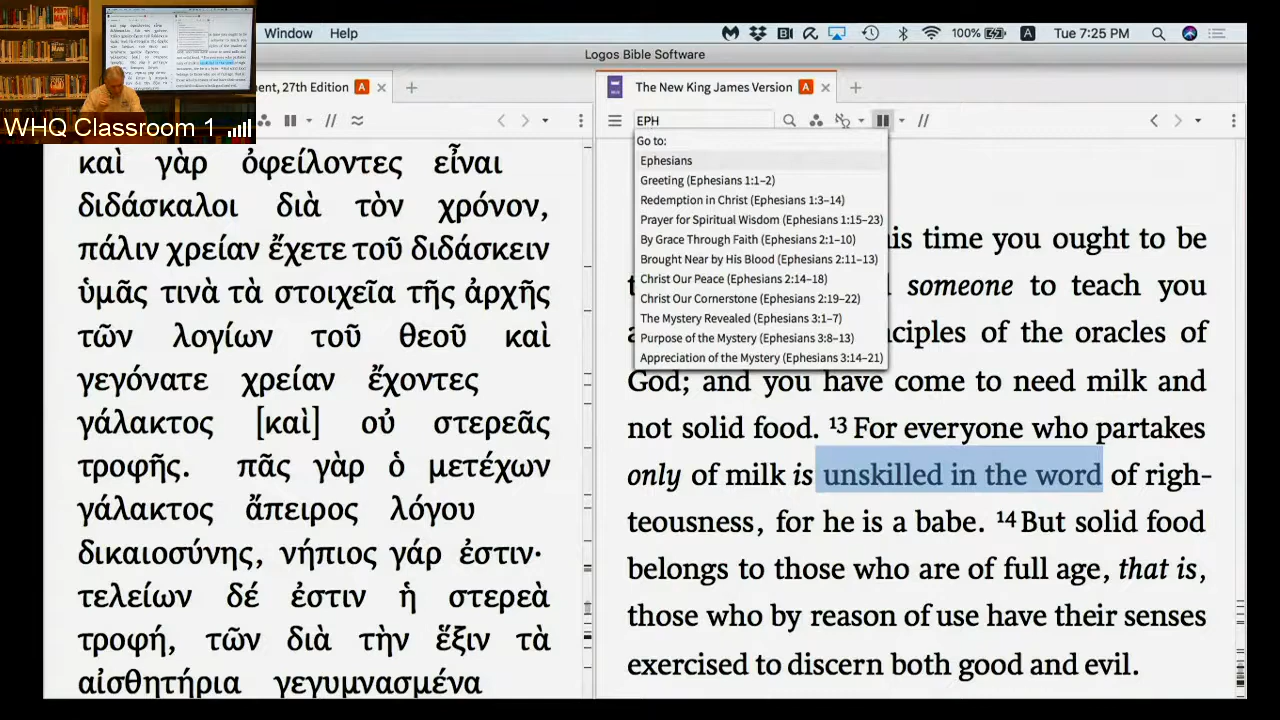 Window Help
100% A Tue 7:25 PM
Logos Bible Software
WHQ Classroom 1
ment, 27th Edition A
καὶ γὰρ ὀφείλοντες εἶναι
διδάσκαλοι διὰ τὸν χρόνον,
πάλιν χρείαν ἔχετε τοῦ διδάσκειν
ὑμᾶς τινὰ τὰ στοιχεῖα τῆς ἀρχῆς
τῶν λογίων τοῦ θεοῦ καὶ
γεγόνατε χρείαν ἔχοντες
γάλακτος [καὶ] οὐ στερεᾶς
τροφῆς. πᾶς γὰρ ὁ μετέχων
γάλακτος ἄπειρος λόγου
δικαιοσύνης, νήπιος γάρ ἐστιν·
τελείων δέ ἐστιν ἡ στερεὰ
τροφή, τῶν διὰ τὴν ἕξιν τὰ
αἰσθητήρια γεγυμνασμένα
The New King James Version A
EPH
Go to:
Ephesians
Greeting (Ephesians 1:1–2)
Redemption in Christ (Ephesians 1:3–14)
Prayer for Spiritual Wisdom (Ephesians 1:15–23)
By Grace Through Faith (Ephesians 2:1–10)
Brought Near by His Blood (Ephesians 2:11–13)
Christ Our Peace (Ephesians 2:14–18)
Christ Our Cornerstone (Ephesians 2:19–22)
The Mystery Revealed (Ephesians 3:1–7)
Purpose of the Mystery (Ephesians 3:8–13)
Appreciation of the Mystery (Ephesians 3:14–21)
is time you ought to be
someone to teach you
nciples of the oracles of
God; and you have come to need milk and
not solid food. ¹³ For everyone who partakes
only of milk is unskilled in the word of righ-
teousness, for he is a babe. ¹⁴ But solid food
belongs to those who are of full age, that is,
those who by reason of use have their senses
exercised to discern both good and evil.